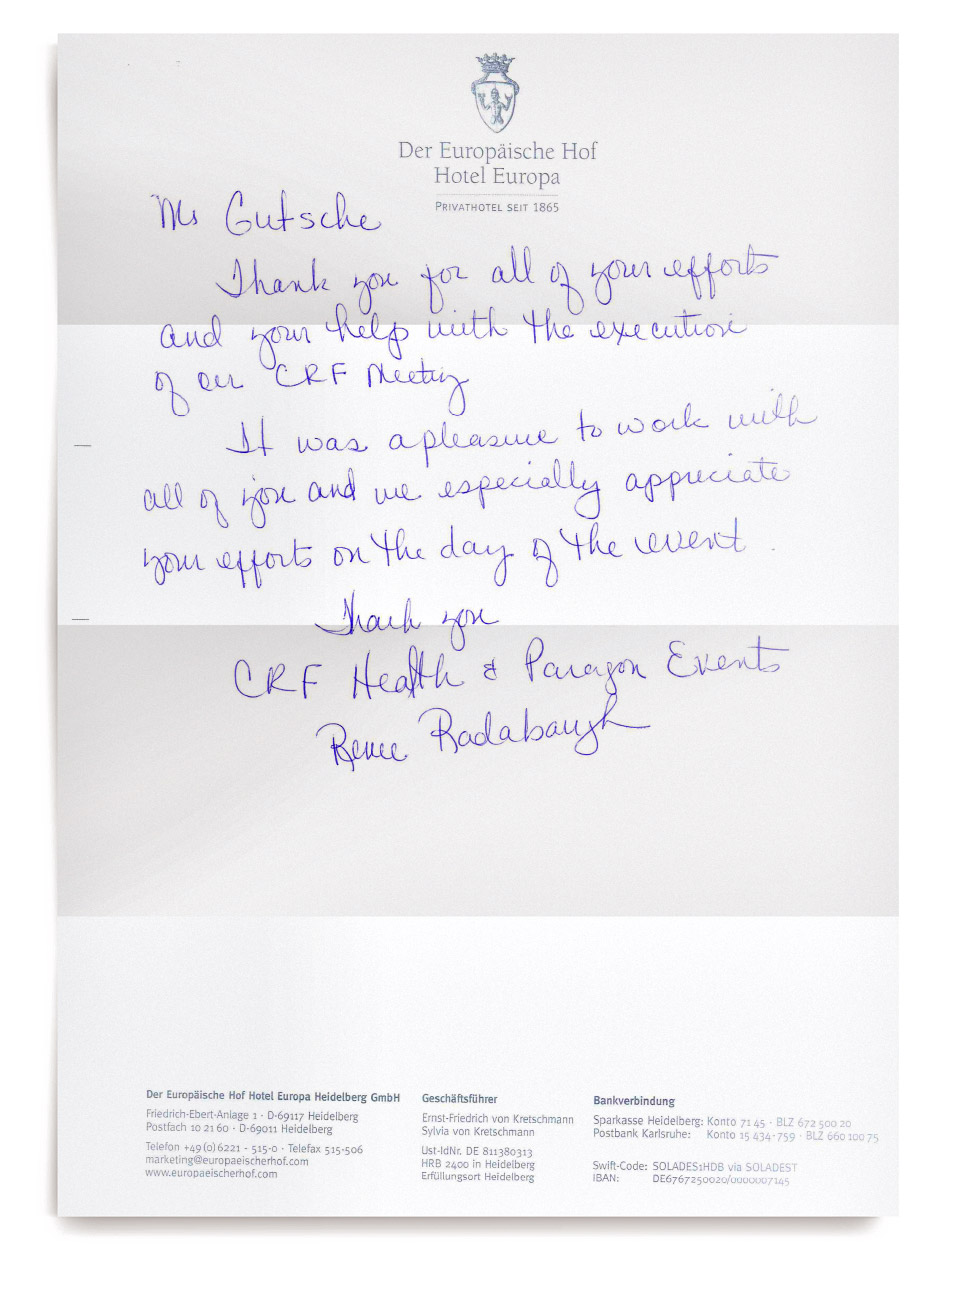 Der Europäische Hof
Hotel Europa
PRIVATHOTEL SEIT 1865
Ms Gutsche
Thank you for all of your efforts
and your help with the execution
of our CRF Meeting
It was a pleasure to work with
all of you and we especially appreciate
your efforts on the day of the event.
Thank you
CRF Health & Paragon Events
Renee Radabaugh
Der Europäische Hof Hotel Europa Heidelberg GmbH
Friedrich-Ebert-Anlage 1 · D-69117 Heidelberg
Postfach 10 21 60 · D-69011 Heidelberg
Telefon +49 (0) 6221 - 515-0 · Telefax 515-506
marketing@europaeischerhof.com
www.europaeischerhof.com
Geschäftsführer
Ernst-Friedrich von Kretschmann
Sylvia von Kretschmann
Ust-IdNr. DE 811380313
HRB 2400 in Heidelberg
Erfüllungsort Heidelberg
Bankverbindung
Sparkasse Heidelberg: Konto 71 45 · BLZ 672 500 20
Postbank Karlsruhe: Konto 15 434-759 · BLZ 660 100 75
Swift-Code: SOLADES1HDB via SOLADEST
IBAN: DE6767250020/0000007145